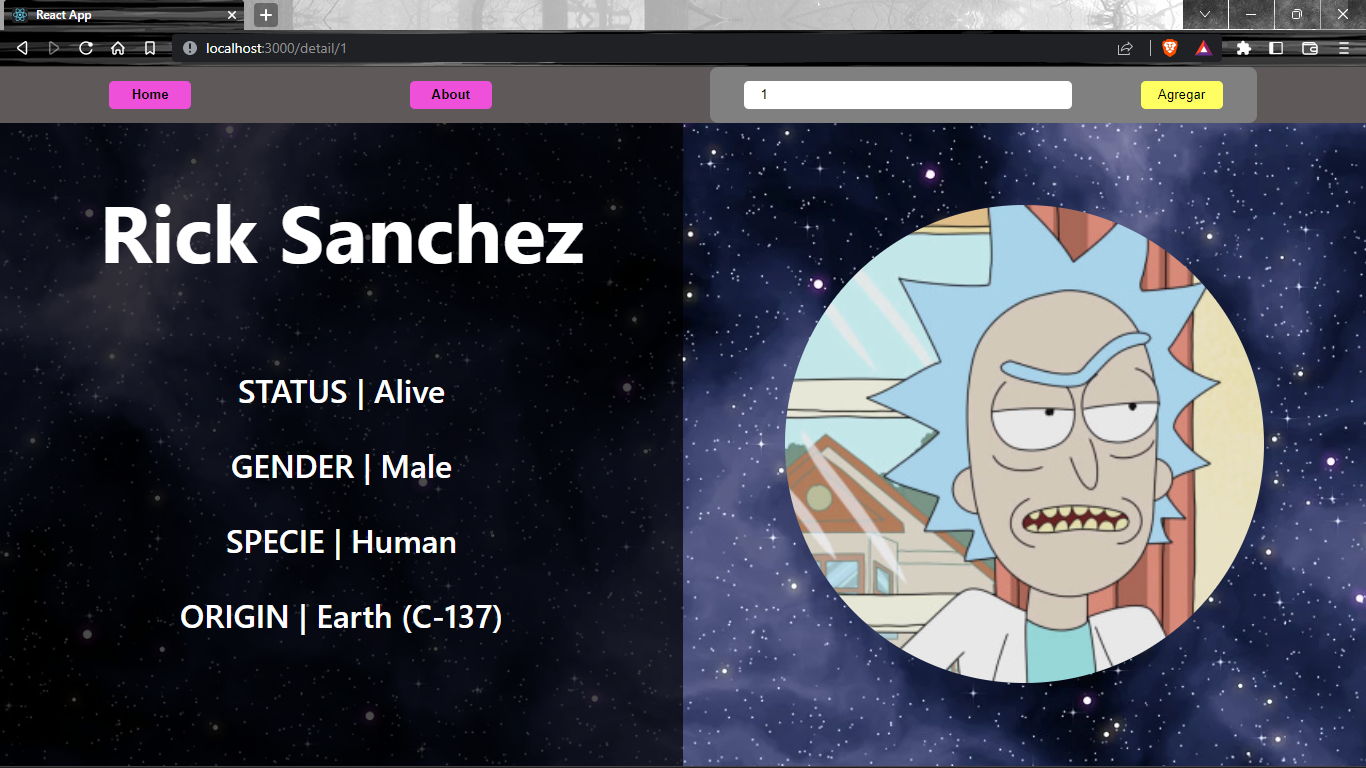 React App
localhost:3000/detail/1
Home About 1 Agregar
Rick Sanchez
STATUS | Alive
GENDER | Male
SPECIE | Human
ORIGIN | Earth (C-137)